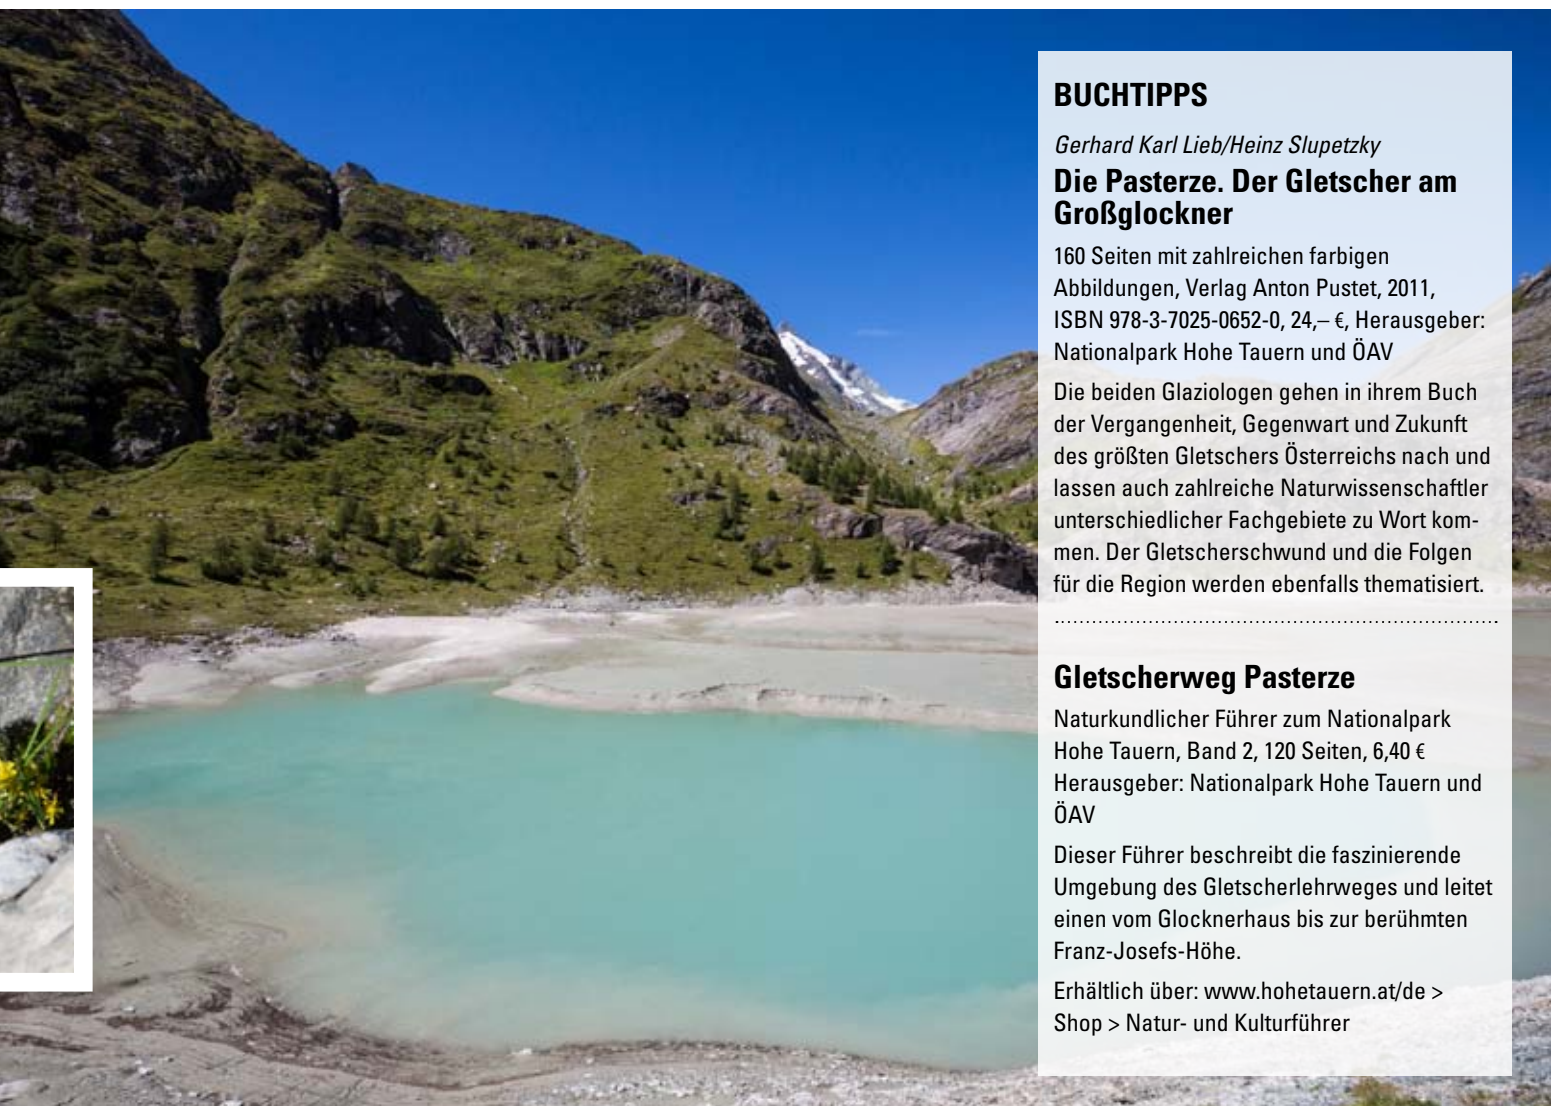 BUCHTIPPS
Gerhard Karl Lieb/Heinz Slupetzky
Die Pasterze. Der Gletscher am
Großglockner
160 Seiten mit zahlreichen farbigen
Abbildungen, Verlag Anton Pustet, 2011,
ISBN 978-3-7025-0652-0, 24,– €, Herausgeber:
Nationalpark Hohe Tauern und ÖAV
Die beiden Glaziologen gehen in ihrem Buch
der Vergangenheit, Gegenwart und Zukunft
des größten Gletschers Österreichs nach und
lassen auch zahlreiche Naturwissenschaftler
unterschiedlicher Fachgebiete zu Wort kom-
men. Der Gletscherschwund und die Folgen
für die Region werden ebenfalls thematisiert.
Gletscherweg Pasterze
Naturkundlicher Führer zum Nationalpark
Hohe Tauern, Band 2, 120 Seiten, 6,40 €
Herausgeber: Nationalpark Hohe Tauern und
ÖAV
Dieser Führer beschreibt die faszinierende
Umgebung des Gletscherlehrweges und leitet
einen vom Glocknerhaus bis zur berühmten
Franz-Josefs-Höhe.
Erhältlich über: www.hohetauern.at/de >
Shop > Natur- und Kulturführer